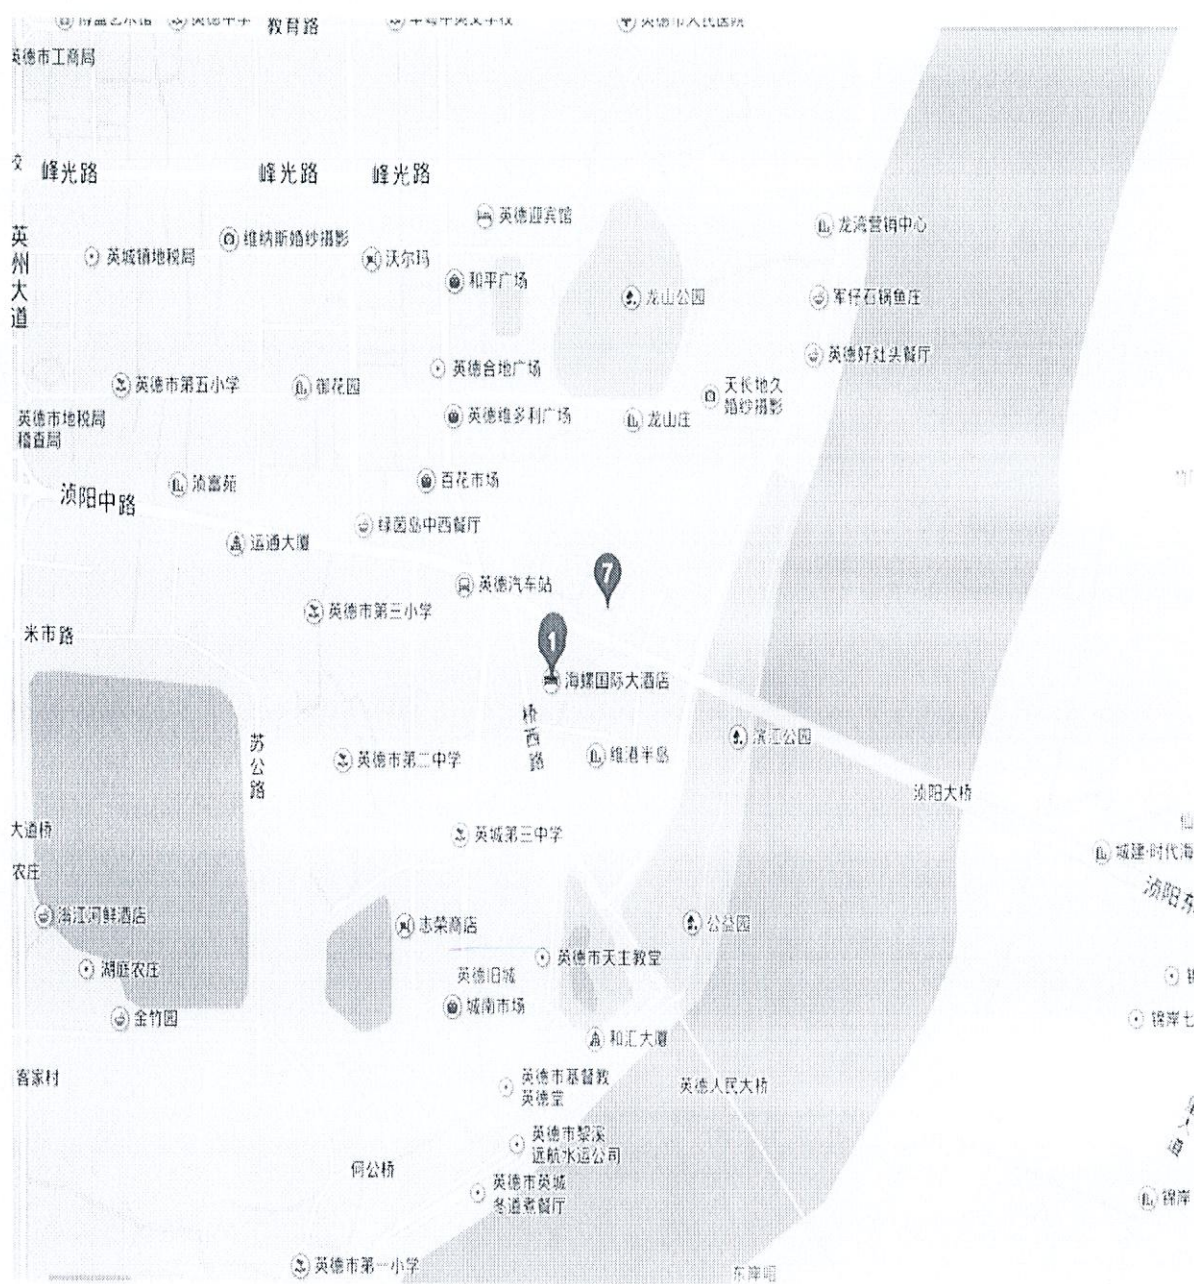 教育路
英德市人民医院
英德市工商局
峰光路
峰光路
峰光路
英德迎宾馆
龙湾营销中心
英州大道
维纳斯婚纱摄影
英城镇地税局
沃尔玛
和平广场
龙山公园
军仔石锅鱼庄
英德好灶头餐厅
英德合地广场
英德市第五小学
御花园
天长地久
婚纱摄影
英德市地税局
稽查局
英德维多利广场
龙山庄
百花市场
浈富苑
浈阳中路
绿茵岛中西餐厅
运通大厦
7
英德汽车站
英德市第三小学
米市路
1
海螺国际大酒店
桥西路
苏公路
滨江公园
英德市第二中学
维港半岛
浈阳大桥
大道桥
英城第三中学
城建·时代海
农庄
浈阳东
翁江河鲜酒店
志荣商店
公益园
英德市天主教堂
湖庭农庄
英德旧城
城南市场
金竹园
锦岸七
和汇大厦
客家村
英德市基督教
英德堂
英德人民大桥
英德市黎溪
远航水运公司
何公桥
英德市英城
冬道煮餐厅
锦岸
英德市第一小学